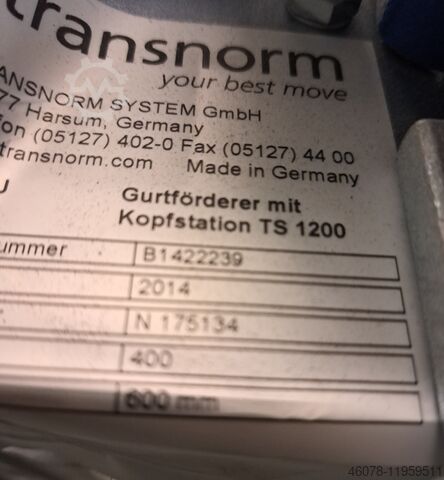 transnorm
your best move
ANSNORM SYSTEM GmbH
77 Harsum, Germany
fon (05127) 402-0 Fax (05127) 44 00
transnorm.com Made in Germany
Gurtförderer mit
Kopfstation TS 1200
ummer B1422239
2014
N 175134
400
600 mm
46078-11959511